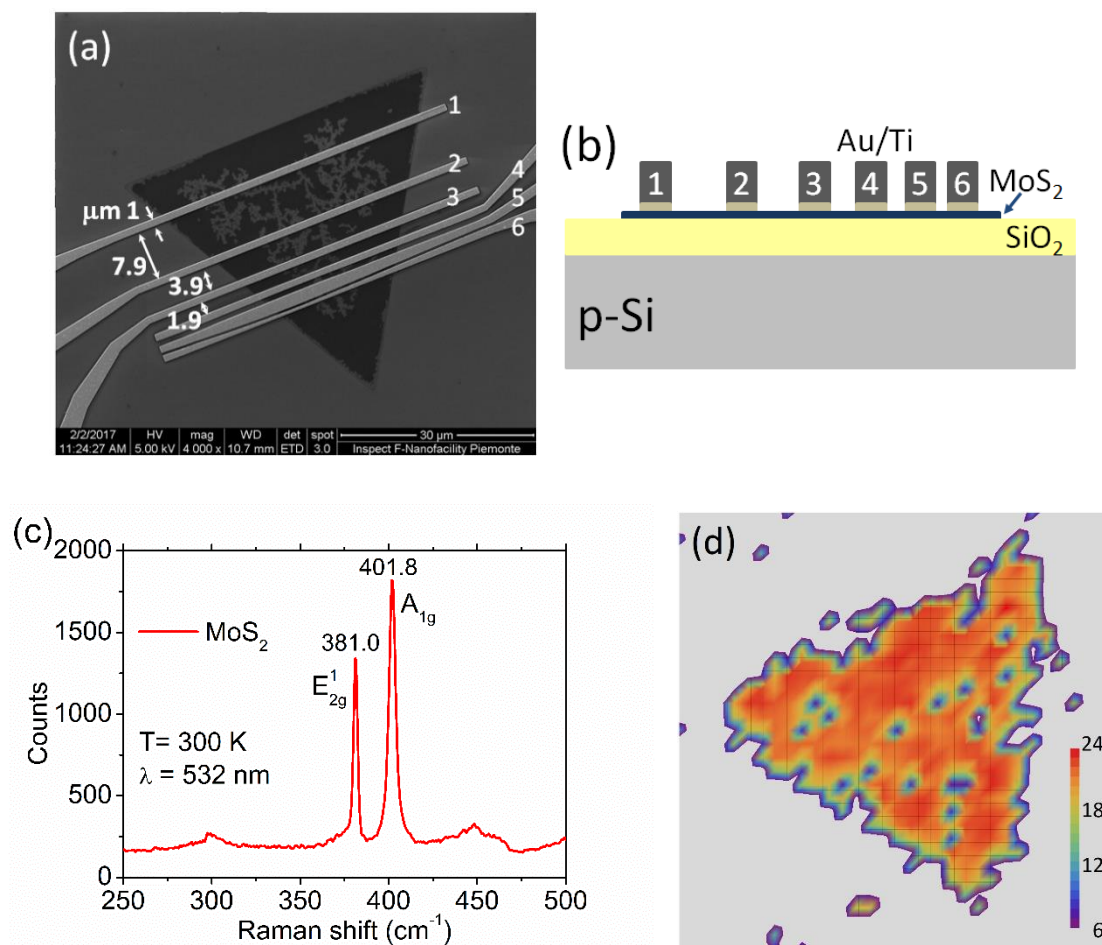 (a)
1
2
3
4
5
6
μm 1
7.9
3.9
1.9
2/2/2017 HV mag WD det spot 30 μm
11:24:27 AM 5.00 kV 4 000 x 10.7 mm ETD 3.0 Inspect F-Nanofacility Piemonte
(b)
Au/Ti
1 2 3 4 5 6
MoS₂
SiO₂
p-Si
(c)
2000
1500
1000
500
0
Counts
401.8
A₁g
MoS₂
381.0
E¹₂g
T= 300 K
λ = 532 nm
250 300 350 400 450 500
Raman shift (cm⁻¹)
(d)
24
18
12
6